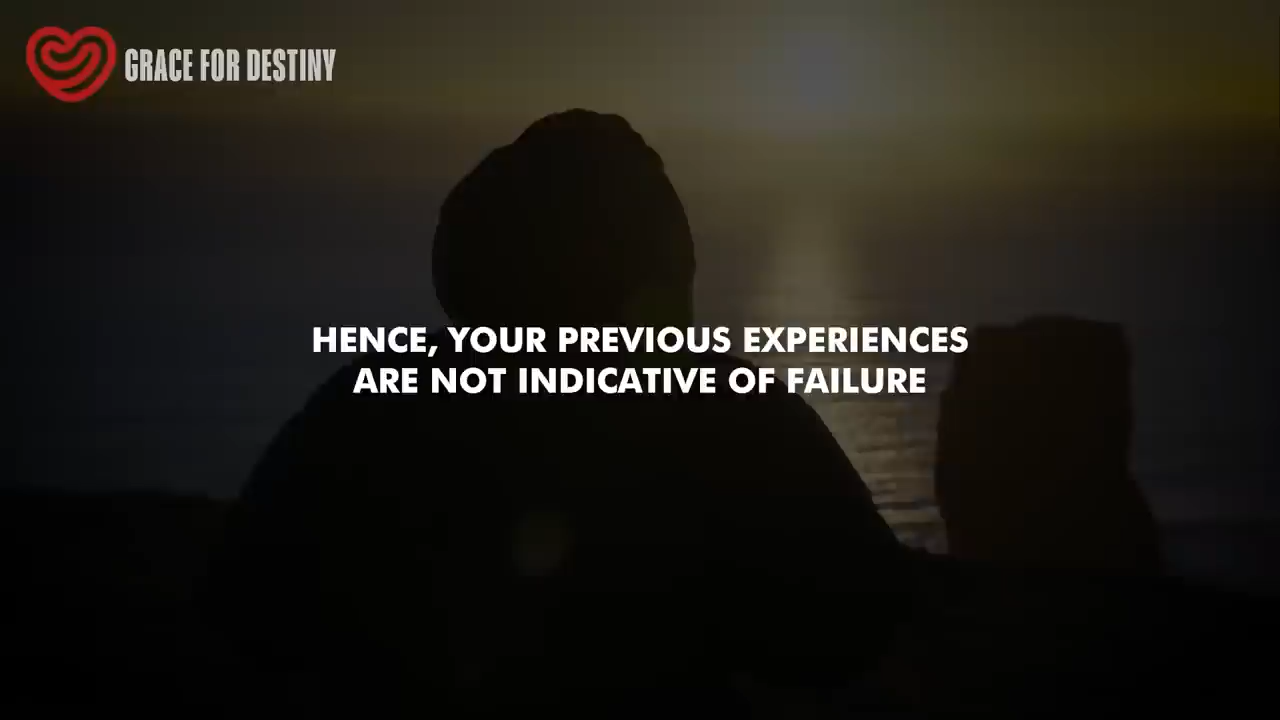 GRACE FOR DESTINY
HENCE, YOUR PREVIOUS EXPERIENCES
ARE NOT INDICATIVE OF FAILURE